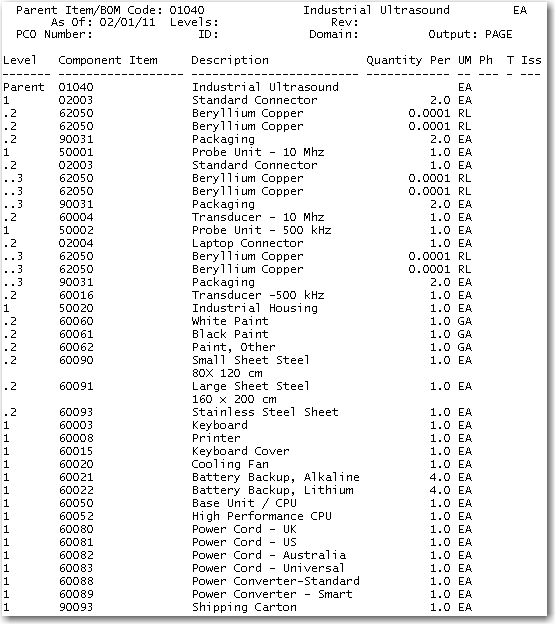 Parent Item/BOM Code: 01040 Industrial Ultrasound EA
As Of: 02/01/11 Levels: Rev:
PCO Number: ID: Domain: Output: PAGE
Level Component Item Description Quantity Per UM Ph T Iss
------- ------------------ ------------------------ ------------ -- --- - ---
Parent 01040 Industrial Ultrasound EA
1 02003 Standard Connector 2.0 EA
.2 62050 Beryllium Copper 0.0001 RL
.2 62050 Beryllium Copper 0.0001 RL
.2 90031 Packaging 2.0 EA
1 50001 Probe Unit - 10 Mhz 1.0 EA
.2 02003 Standard Connector 1.0 EA
..3 62050 Beryllium Copper 0.0001 RL
..3 62050 Beryllium Copper 0.0001 RL
..3 90031 Packaging 2.0 EA
.2 60004 Transducer - 10 Mhz 1.0 EA
1 50002 Probe Unit - 500 kHz 1.0 EA
.2 02004 Laptop Connector 1.0 EA
..3 62050 Beryllium Copper 0.0001 RL
..3 62050 Beryllium Copper 0.0001 RL
..3 90031 Packaging 2.0 EA
.2 60016 Transducer -500 kHz 1.0 EA
1 50020 Industrial Housing 1.0 EA
.2 60060 White Paint 1.0 GA
.2 60061 Black Paint 1.0 GA
.2 60062 Paint, Other 1.0 GA
.2 60090 Small Sheet Steel 1.0 EA
80X 120 cm
.2 60091 Large Sheet Steel 1.0 EA
160 x 200 cm
.2 60093 Stainless Steel Sheet 1.0 EA
1 60003 Keyboard 1.0 EA
1 60008 Printer 1.0 EA
1 60015 Keyboard Cover 1.0 EA
1 60020 Cooling Fan 1.0 EA
1 60021 Battery Backup, Alkaline 4.0 EA
1 60022 Battery Backup, Lithium 4.0 EA
1 60050 Base Unit / CPU 1.0 EA
1 60052 High Performance CPU 1.0 EA
1 60080 Power Cord - UK 1.0 EA
1 60081 Power Cord - US 1.0 EA
1 60082 Power Cord - Australia 1.0 EA
1 60083 Power Cord - Universal 1.0 EA
1 60088 Power Converter-Standard 1.0 EA
1 60089 Power Converter - Smart 1.0 EA
1 90093 Shipping Carton 1.0 EA